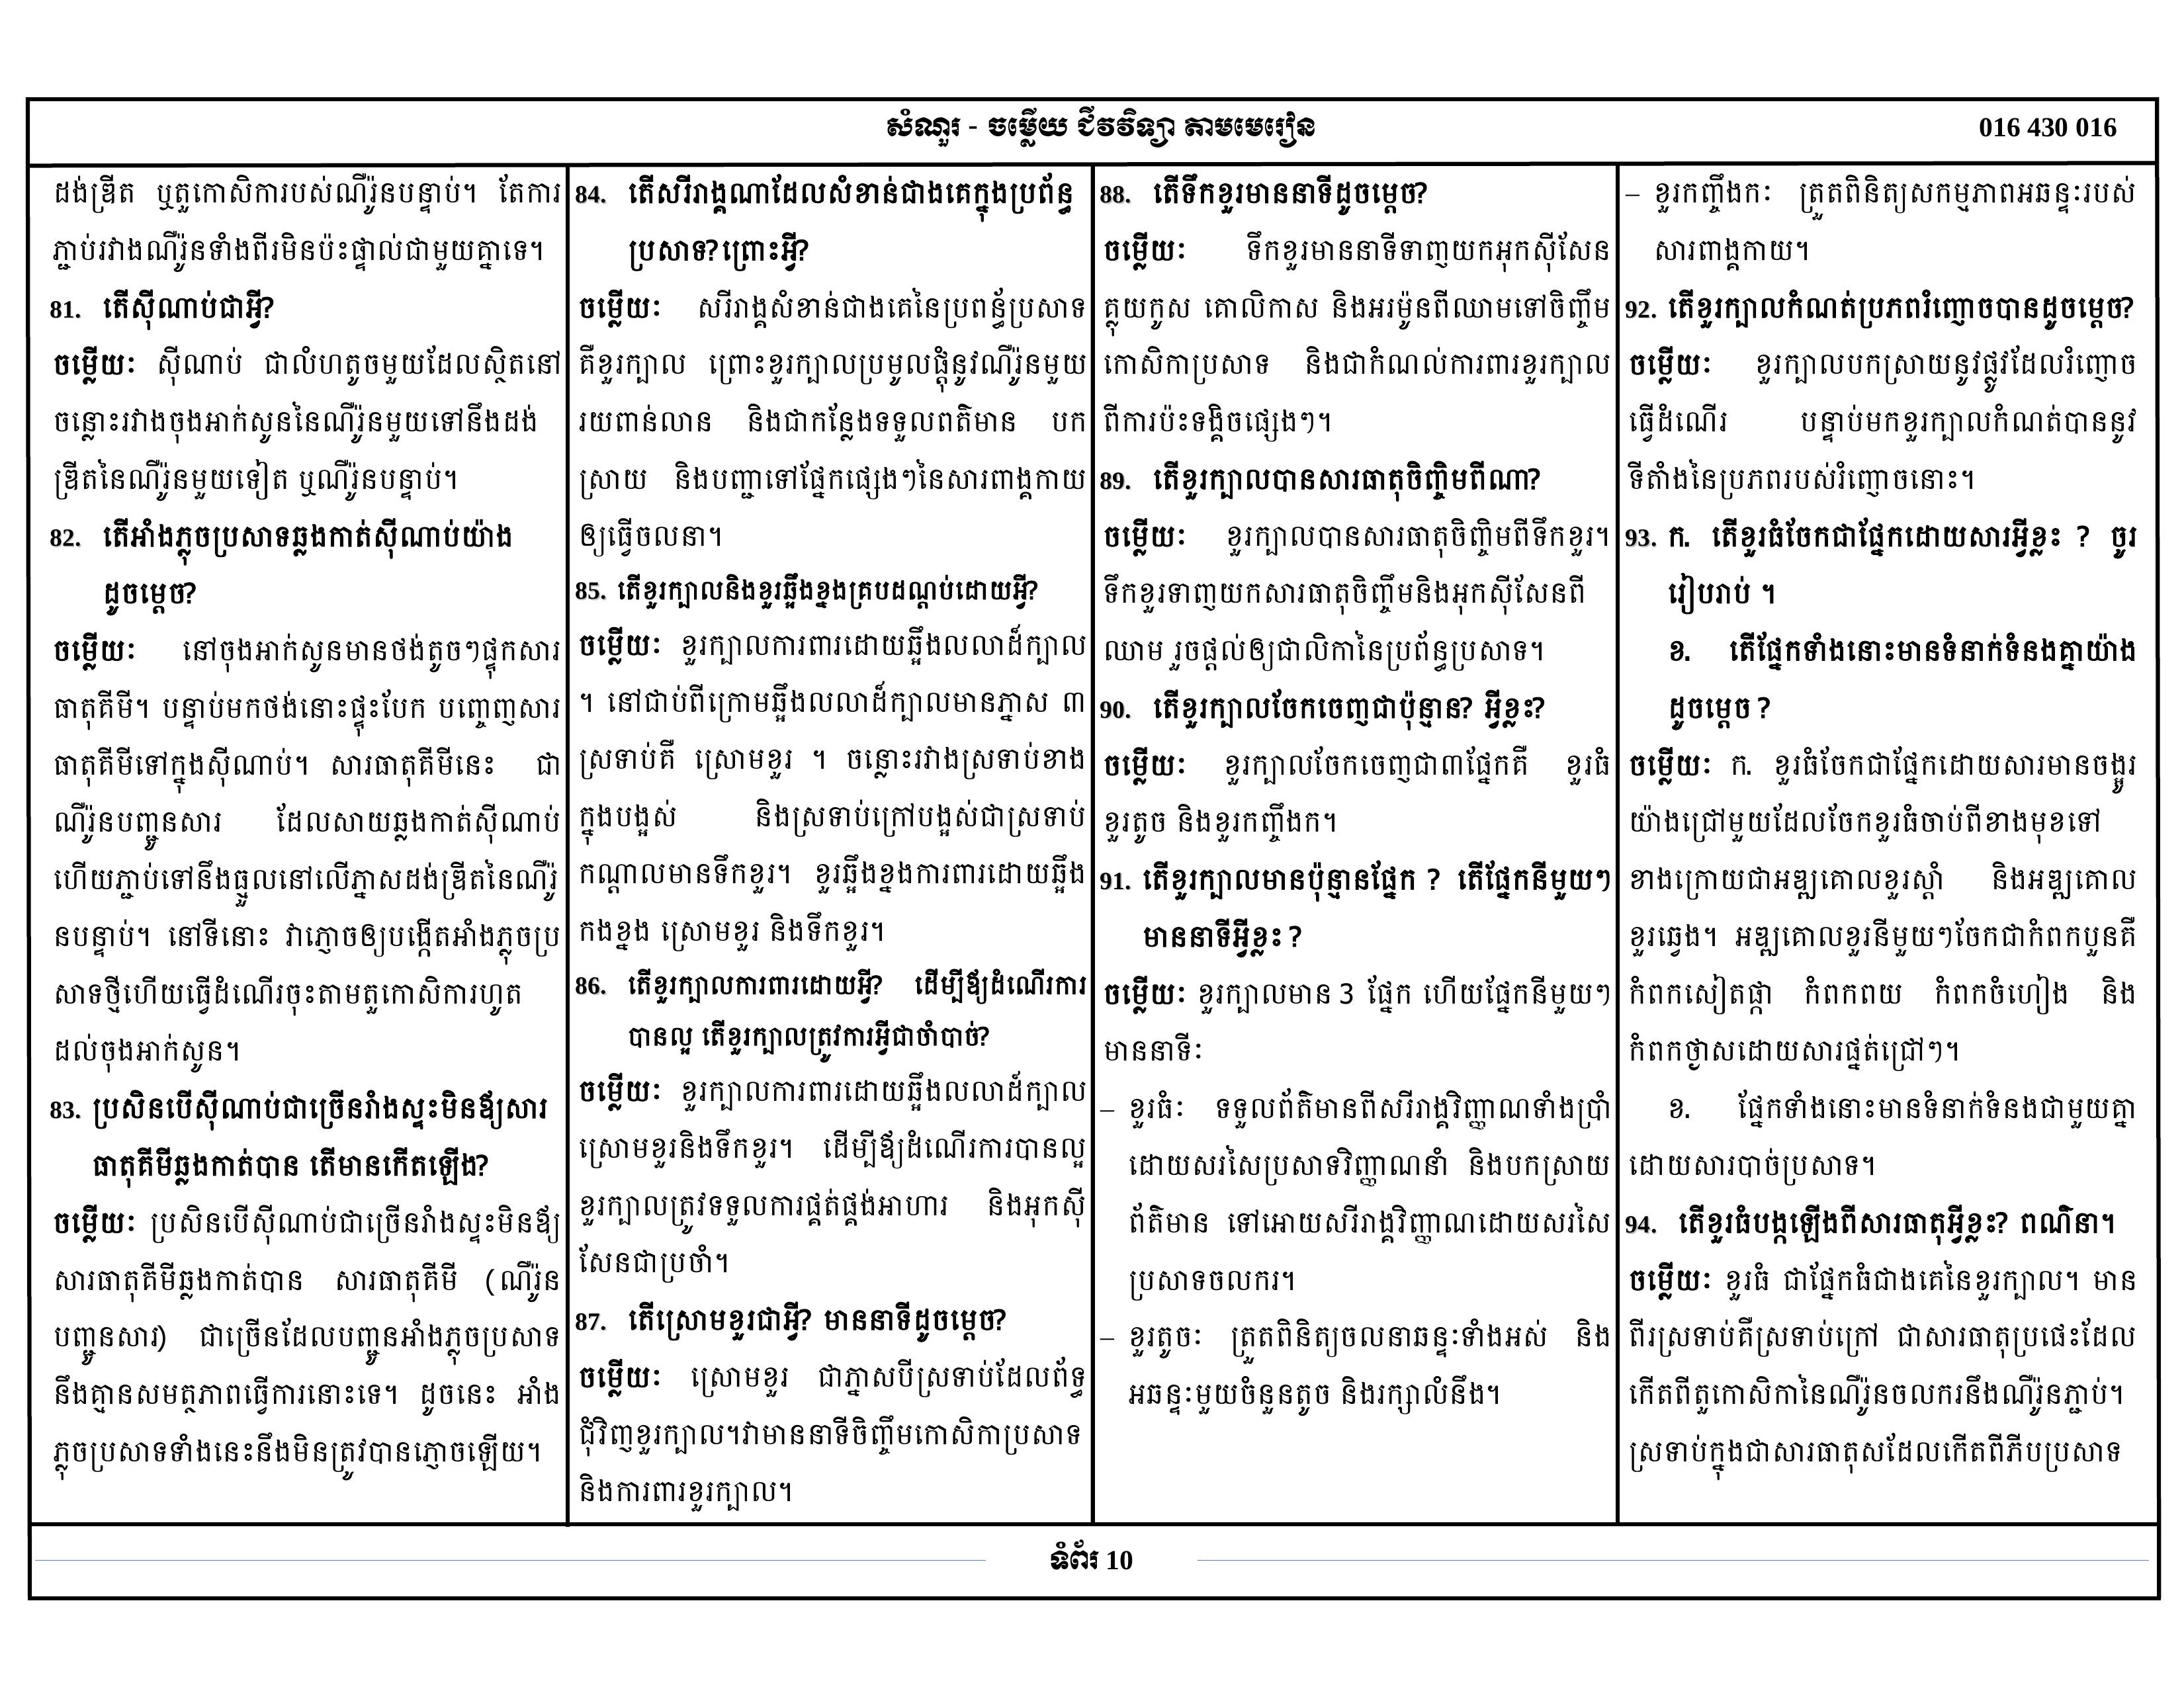 សំណួរ - ចម្លើយ ជីវវិទ្យា តាមមេរៀន
016 430 016
ដង់ឌ្រីត ឬតួកោសិការបស់ណឺរ៉ូនបន្ទាប់។ តែការ
ភ្ជាប់រវាងណឺរ៉ូនទាំងពីរមិនប៉ះផ្ទាល់ជាមួយគ្នាទេ។
81. តើស៊ីណាប់ជាអ្វី?
ចម្លើយៈ ស៊ីណាប់ ជាលំហតូចមួយដែលស្ថិតនៅ
ចន្លោះរវាងចុងអាក់សូននៃណឺរ៉ូនមួយទៅនឹងដង់
ឌ្រីតនៃណឺរ៉ូនមួយទៀត ឬណឺរ៉ូនបន្ទាប់។
82. តើអាំងភ្លុចប្រសាទឆ្លងកាត់ស៊ីណាប់យ៉ាង
ដូចម្ដេច?
ចម្លើយៈ នៅចុងអាក់សូនមានថង់តូចៗផ្ទុកសារ
ធាតុគីមី។ បន្ទាប់មកថង់នោះផ្ទុះបែក បញ្ចេញសារ
ធាតុគីមីទៅក្នុងស៊ីណាប់។ សារធាតុគីមីនេះ ជា
ណឺរ៉ូនបញ្ជូនសារ ដែលសាយឆ្លងកាត់ស៊ីណាប់
ហើយភ្ជាប់ទៅនឹងធ្មួលនៅលើភ្នាសដង់ឌ្រីតនៃណឺរ៉ូ
នបន្ទាប់។ នៅទីនោះ វាភ្ញោចឲ្យបង្កើតអាំងភ្លុចប្រ
សាទថ្មីហើយធ្វើដំណើរចុះតាមតួកោសិការហូត
ដល់ចុងអាក់សូន។
83. ប្រសិនបើស៊ីណាប់ជាច្រើនរាំងស្ទះមិនឱ្យសារ
ធាតុគីមីឆ្លងកាត់បាន តើមានកើតឡើង?
ចម្លើយៈ ប្រសិនបើស៊ីណាប់ជាច្រើនរាំងស្ទះមិនឱ្យ
សារធាតុគីមីឆ្លងកាត់បាន សារធាតុគីមី (ណឺរ៉ូន
បញ្ជូនសារ) ជាច្រើនដែលបញ្ជូនអាំងភ្លុចប្រសាទ
នឹងគ្មានសមត្ថភាពធ្វើការនោះទេ។ ដូចនេះ អាំង
ភ្លុចប្រសាទទាំងនេះនឹងមិនត្រូវបានភ្ញោចឡើយ។
84. តើសរីរាង្គណាដែលសំខាន់ជាងគេក្នុងប្រព័ន្ធ
ប្រសាទ?ព្រោះអ្វី?
ចម្លើយៈ សរីរាង្គសំខាន់ជាងគេនៃប្រពន្ធ័ប្រសាទ
គឺខួរក្បាល ព្រោះខួរក្បាលប្រមូលផ្តុំនូវណឺរ៉ូនមួយ
រយពាន់លាន និងជាកន្លែងទទួលពត៌មាន បក
ស្រាយ និងបញ្ជាទៅផ្នែកផ្សេងៗនៃសារពាង្គកាយ
ឲ្យធ្វើចលនា។
85. តើខួរក្បាលនិងខួរឆ្អឹងខ្នងគ្របដណ្តប់ដោយអ្វី?
ចម្លើយៈ ខួរក្បាលការពារដោយឆ្អឹងលលាដ៏ក្បាល
។ នៅជាប់ពីក្រោមឆ្អឹងលលាដ៏ក្បាលមានភ្នាស ៣
ស្រទាប់គឺ ស្រោមខួរ ។ ចន្លោះរវាងស្រទាប់ខាង
ក្នុងបង្អស់ និងស្រទាប់ក្រៅបង្អស់ជាស្រទាប់
កណ្តាលមានទឹកខួរ។ ខួរឆ្អឹងខ្នងការពារដោយឆ្អឹង
កងខ្នង ស្រោមខួរ និងទឹកខួរ។
86. តើខួរក្បាលការពារដោយអ្វី? ដើម្បីឱ្យដំណើរការ
បានល្អ តើខួរក្បាលត្រូវការអ្វីជាចាំបាច់?
ចម្លើយៈ ខួរក្បាលការពារដោយឆ្អឹងលលាដ៍ក្បាល
ស្រោមខួរនិងទឹកខួរ។ ដើម្បីឱ្យដំណើរការបានល្អ
ខួរក្បាលត្រូវទទួលការផ្គត់ផ្គង់អាហារ និងអុកស៊ី
សែនជាប្រចាំ។
87. តើស្រោមខួរជាអ្វី? មាននាទីដូចម្តេច?
ចម្លើយៈ ស្រោមខួរ ជាភ្នាសបីស្រទាប់ដែលព័ទ្ធ
ជុំវិញខួរក្បាល។វាមាននាទីចិញ្ចឹមកោសិកាប្រសាទ
និងការពារខួរក្បាល។
88. តើទឹកខួរមាននាទីដូចម្តេច?
ចម្លើយៈ ទឹកខួរមាននាទីទាញយកអុកស៊ីសែន
គ្លុយកូស គោលិកាស និងអរម៉ូនពីឈាមទៅចិញ្ចឹម
កោសិកាប្រសាទ និងជាកំណល់ការពារខួរក្បាល
ពីការប៉ះទង្គិចផ្សេងៗ។
89. តើខួរក្បាលបានសារធាតុចិញ្ចិមពីណា?
ចម្លើយៈ ខួរក្បាលបានសារធាតុចិញ្ចិមពីទឹកខួរ។
ទឹកខួរទាញយកសារធាតុចិញ្ចឹមនិងអុកស៊ីសែនពី
ឈាម រួចផ្តល់ឲ្យជាលិកានៃប្រព័ន្ធប្រសាទ។
90. តើខួរក្បាលចែកចេញជាប៉ុន្មាន? អ្វីខ្លះ?
ចម្លើយៈ ខួរក្បាលចែកចេញជា៣ផ្នែកគឺ ខួរធំ
ខួរតូច និងខួរកញ្ចឹងក។
91. តើខួរក្បាលមានប៉ុន្មានផ្នែក ? តើផ្នែកនីមួយៗ
មាននាទីអ្វីខ្លះ ?
ចម្លើយៈ ខួរក្បាលមាន 3 ផ្នែក ហើយផ្នែកនីមួយៗ
មាននាទីៈ
– ខួរធំៈ ទទួលព័ត៌មានពីសរីរាង្គវិញ្ញាណទាំងប្រាំ
ដោយសរសៃប្រសាទវិញ្ញាណនាំ និងបកស្រាយ
ព័ត៌មាន ទៅអោយសរីរាង្គវិញ្ញាណដោយសរសៃ
ប្រសាទចលករ។
– ខួរតូចៈ ត្រួតពិនិត្យចលនាឆន្ទៈទាំងអស់ និង
អឆន្ទៈមួយចំនួនតូច និងរក្សាលំនឹង។
– ខួរកញ្ចឹងកៈ ត្រួតពិនិត្យសកម្មភាពអឆន្ទៈរបស់
សារពាង្គកាយ។
92. តើខួរក្បាលកំណត់ប្រភពរំញោចបានដូចម្តេច?
ចម្លើយៈ ខួរក្បាលបកស្រាយនូវផ្លូវដែលរំញោច
ធ្វើដំណើរ បន្ទាប់មកខួរក្បាលកំណត់បាននូវ
ទីតាំងនៃប្រភពរបស់រំញោចនោះ។
93. ក. តើខួរធំចែកជាផ្នែកដោយសារអ្វីខ្លះ ? ចូរ
រៀបរាប់ ។
ខ. តើផ្នែកទាំងនោះមានទំនាក់ទំនងគ្នាយ៉ាង
ដូចម្តេច ?
ចម្លើយៈ ក. ខួរធំចែកជាផ្នែកដោយសារមានចង្អូរ
យ៉ាងជ្រៅមួយដែលចែកខួរធំចាប់ពីខាងមុខទៅ
ខាងក្រោយជាអឌ្ឍគោលខួរស្តាំ និងអឌ្ឍគោល
ខួរឆ្វេង។ អឌ្ឍគោលខួរនីមួយៗចែកជាកំពកបួនគឺ
កំពកសៀតផ្កា កំពកពយ កំពកចំហៀង និង
កំពកថ្ងាសដោយសារផ្នត់ជ្រៅៗ។
ខ. ផ្នែកទាំងនោះមានទំនាក់ទំនងជាមួយគ្នា
ដោយសារបាច់ប្រសាទ។
94. តើខួរធំបង្កឡើងពីសារធាតុអ្វីខ្លះ? ពណ៌នា។
ចម្លើយៈ ខួរធំ ជាផ្នែកធំជាងគេនៃខួរក្បាល។ មាន
ពីរស្រទាប់គឺស្រទាប់ក្រៅ ជាសារធាតុប្រផេះដែល
កើតពីតួកោសិកានៃណឺរ៉ូនចលករនឹងណឺរ៉ូនភ្ជាប់។
ស្រទាប់ក្នុងជាសារធាតុសដែលកើតពីភីបប្រសាទ
ទំព័រ 10